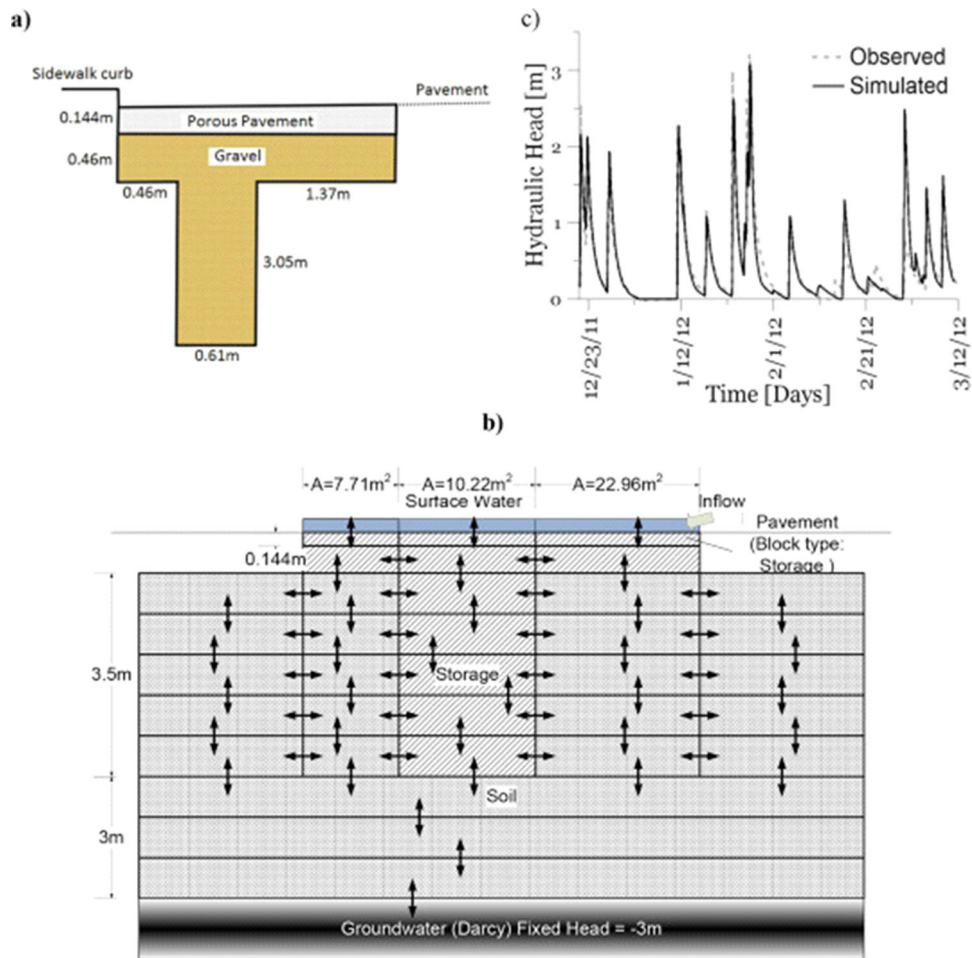 a)
Sidewalk curb
Pavement
0.144m
Porous Pavement
0.46m
Gravel
0.46m
1.37m
3.05m
0.61m
c)
Hydraulic Head [m]
3
2
1
0
Observed
Simulated
12/23/11
1/12/12
2/1/12
2/21/12
3/12/12
Time [Days]
b)
A=7.71m²
A=10.22m²
A=22.96m²
Surface Water
Inflow
Pavement
(Block type:
Storage )
0.144m
3.5m
Storage
Soil
3m
Groundwater (Darcy) Fixed Head = -3m